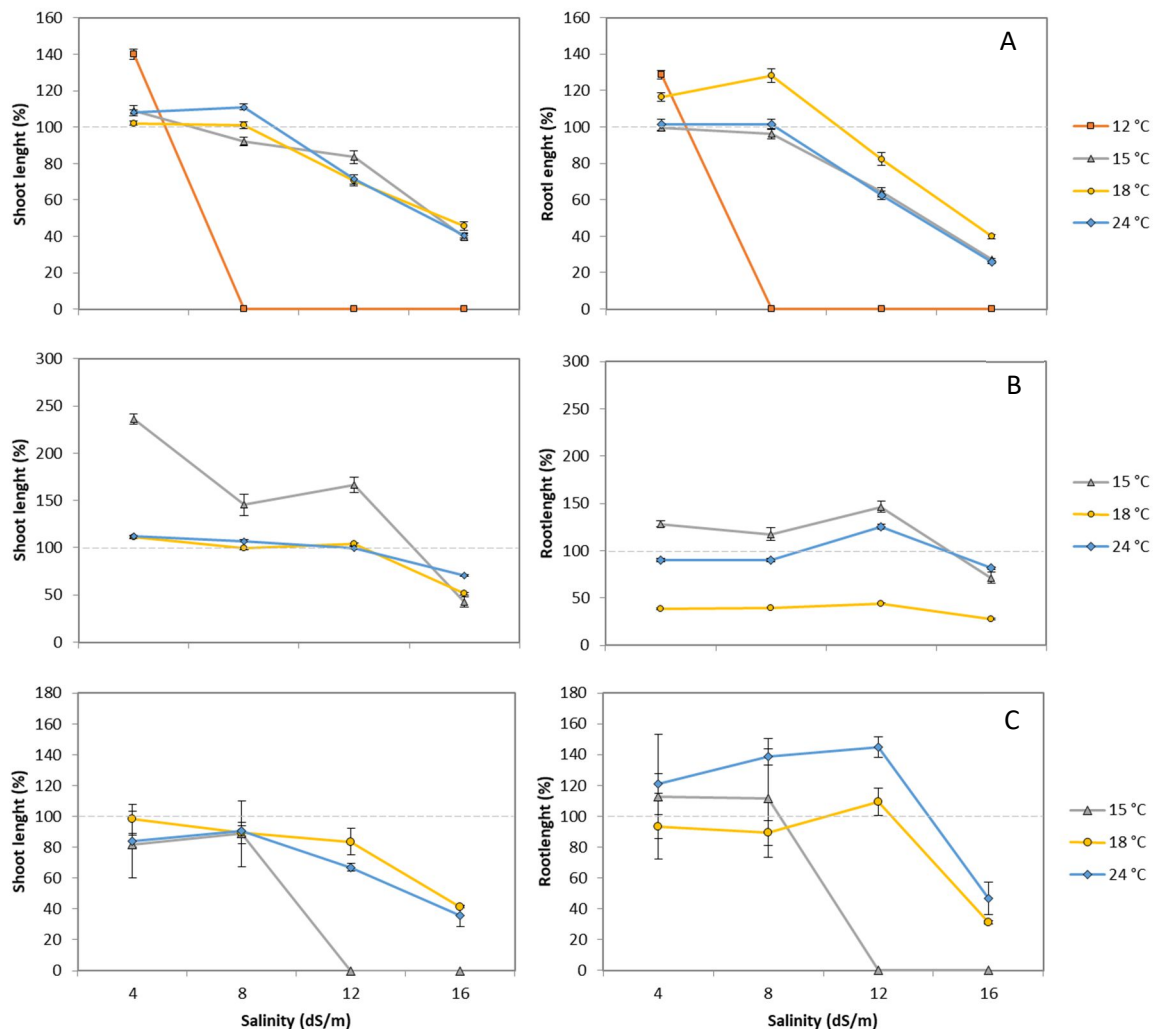 160
140
120
100
80
60
40
20
0
Shoot lenght (%)
160
140
120
100
80
60
40
20
0
Rootl enght (%)
A
12 °C
15 °C
18 °C
24 °C
300
250
200
150
100
50
0
Shoot lenght (%)
300
250
200
150
100
50
0
Rootlenght (%)
B
15 °C
18 °C
24 °C
180
160
140
120
100
80
60
40
20
0
Shoot lenght (%)
4 8 12 16
Salinity (dS/m)
180
160
140
120
100
80
60
40
20
0
Rootlenght (%)
C
4 8 12 16
Salinity (dS/m)
15 °C
18 °C
24 °C